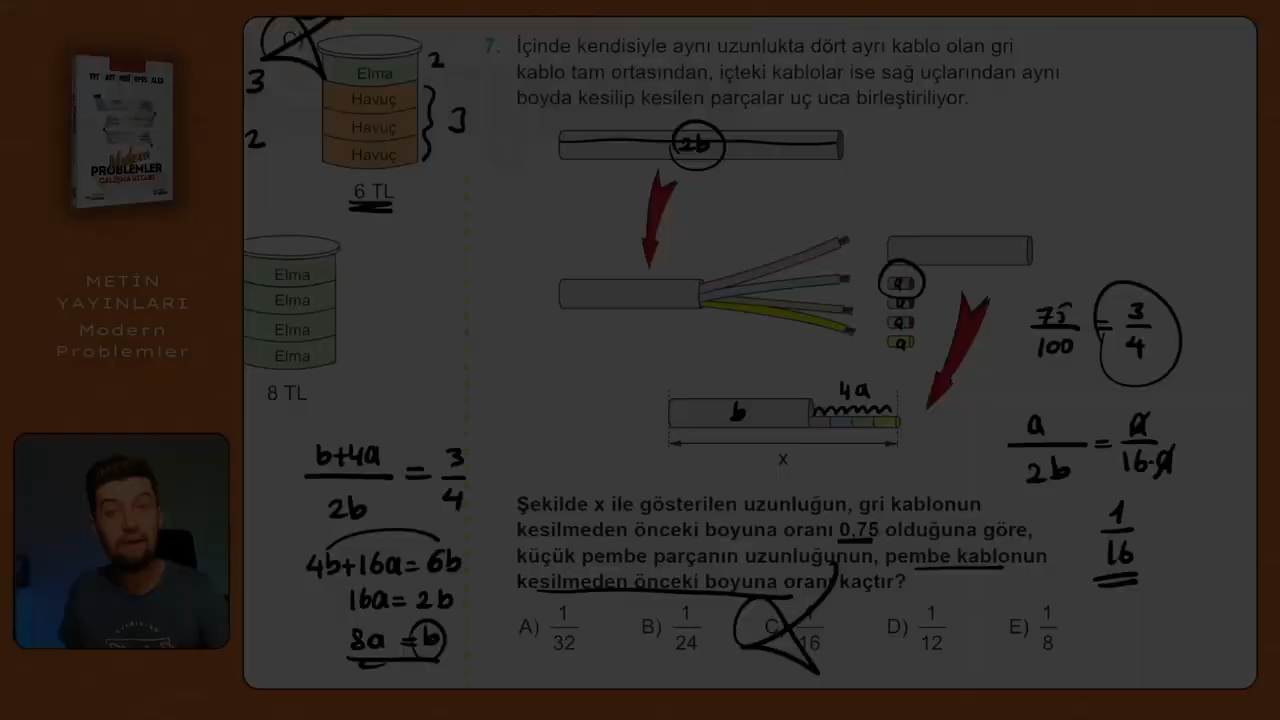 TYT AYT MSÜ KPSS ALES
Modern
PROBLEMLER
METİN
YAYINLARI
Modern
Problemler
C)
3
2
Elma
Havuç
Havuç
Havuç
2
3
6 TL
Elma
Elma
Elma
Elma
8 TL
b+4a
2b
=
3
4
4b+16a=6b
16a=2b
8a=b
7. İçinde kendisiyle aynı uzunlukta dört ayrı kablo olan gri
kablo tam ortasından, içteki kablolar ise sağ uçlarından aynı
boyda kesilip kesilen parçalar uç uca birleştiriliyor.
2b
a
a
a
a
75
100
=
3
4
b
4a
x
a
2b
=
a
16.a
1
16
Şekilde x ile gösterilen uzunluğun, gri kablonun
kesilmeden önceki boyuna oranı 0,75 olduğuna göre,
küçük pembe parçanın uzunluğunun, pembe kablonun
kesilmeden önceki boyuna oranı kaçtır?
A) 1/32 B) 1/24 C) 1/16 D) 1/12 E) 1/8